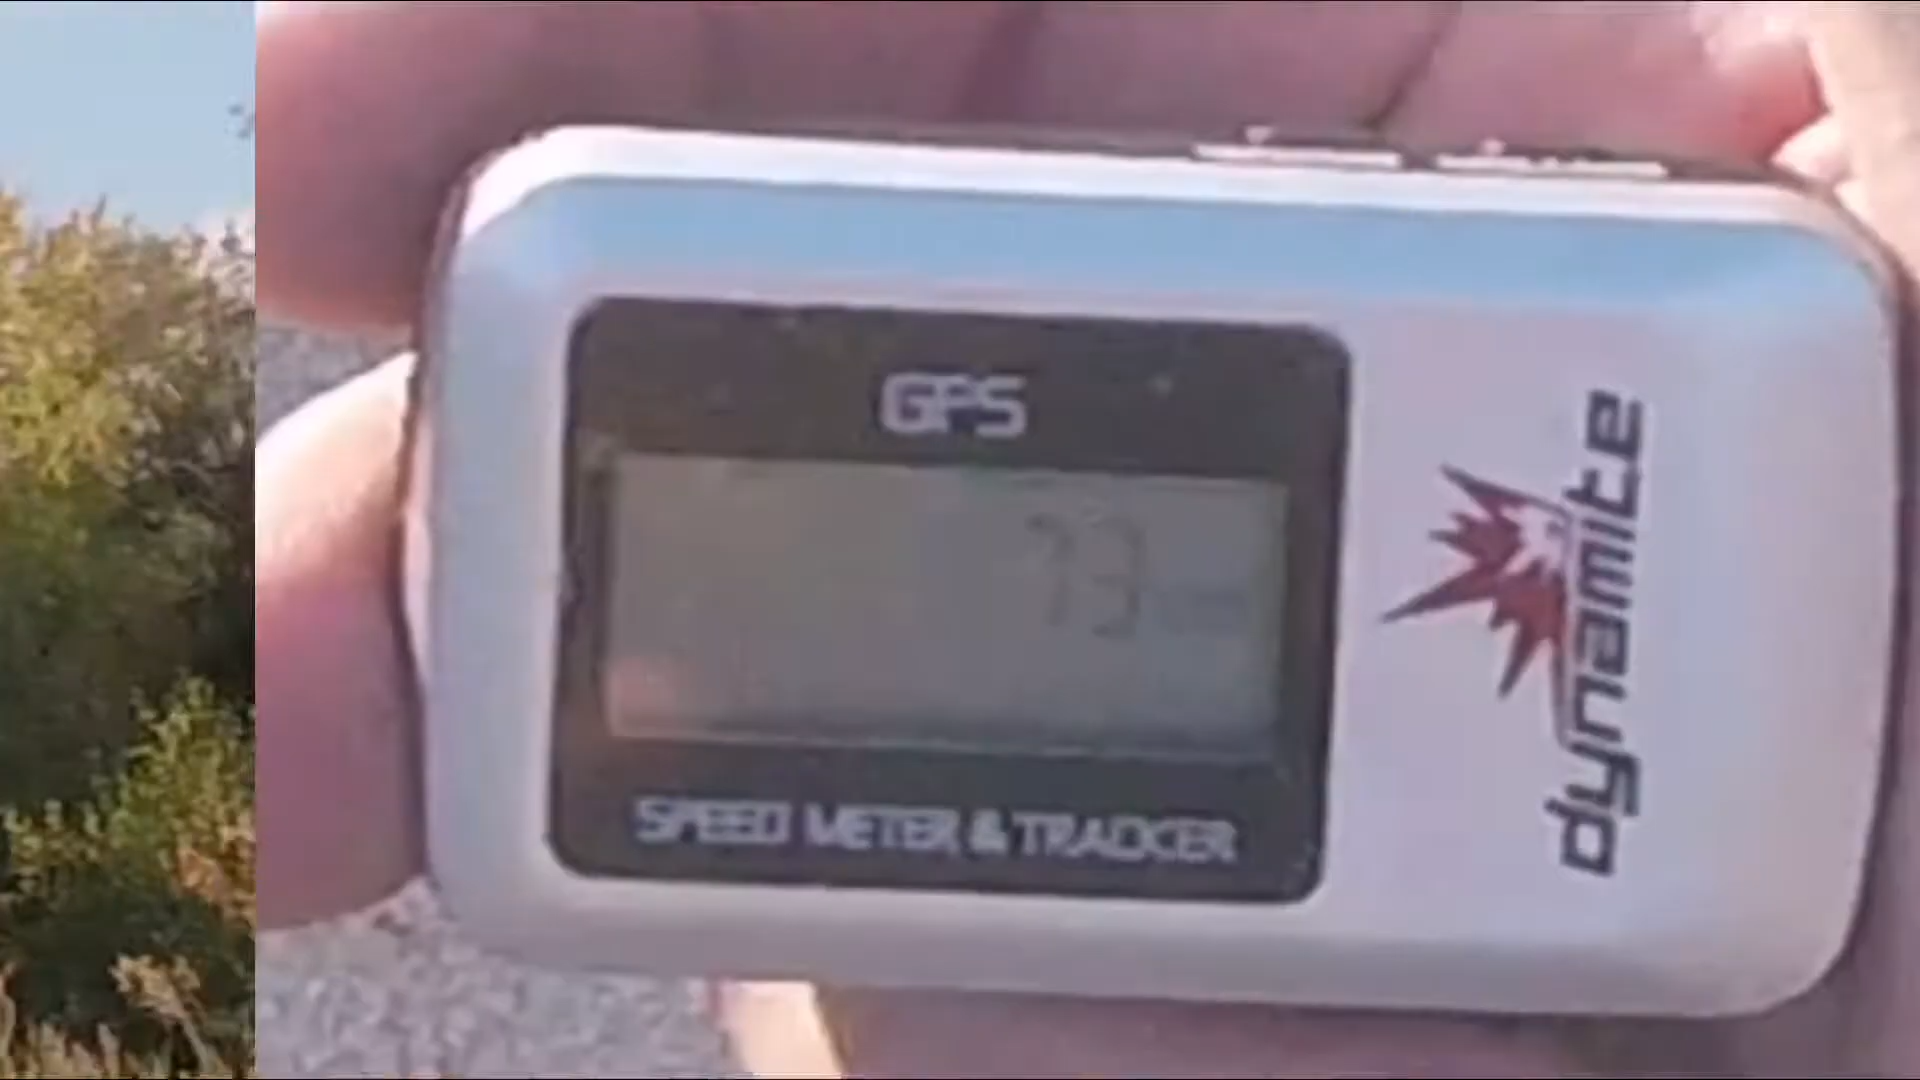 GPS
73
SPEED METER & TRACKER
dynamite